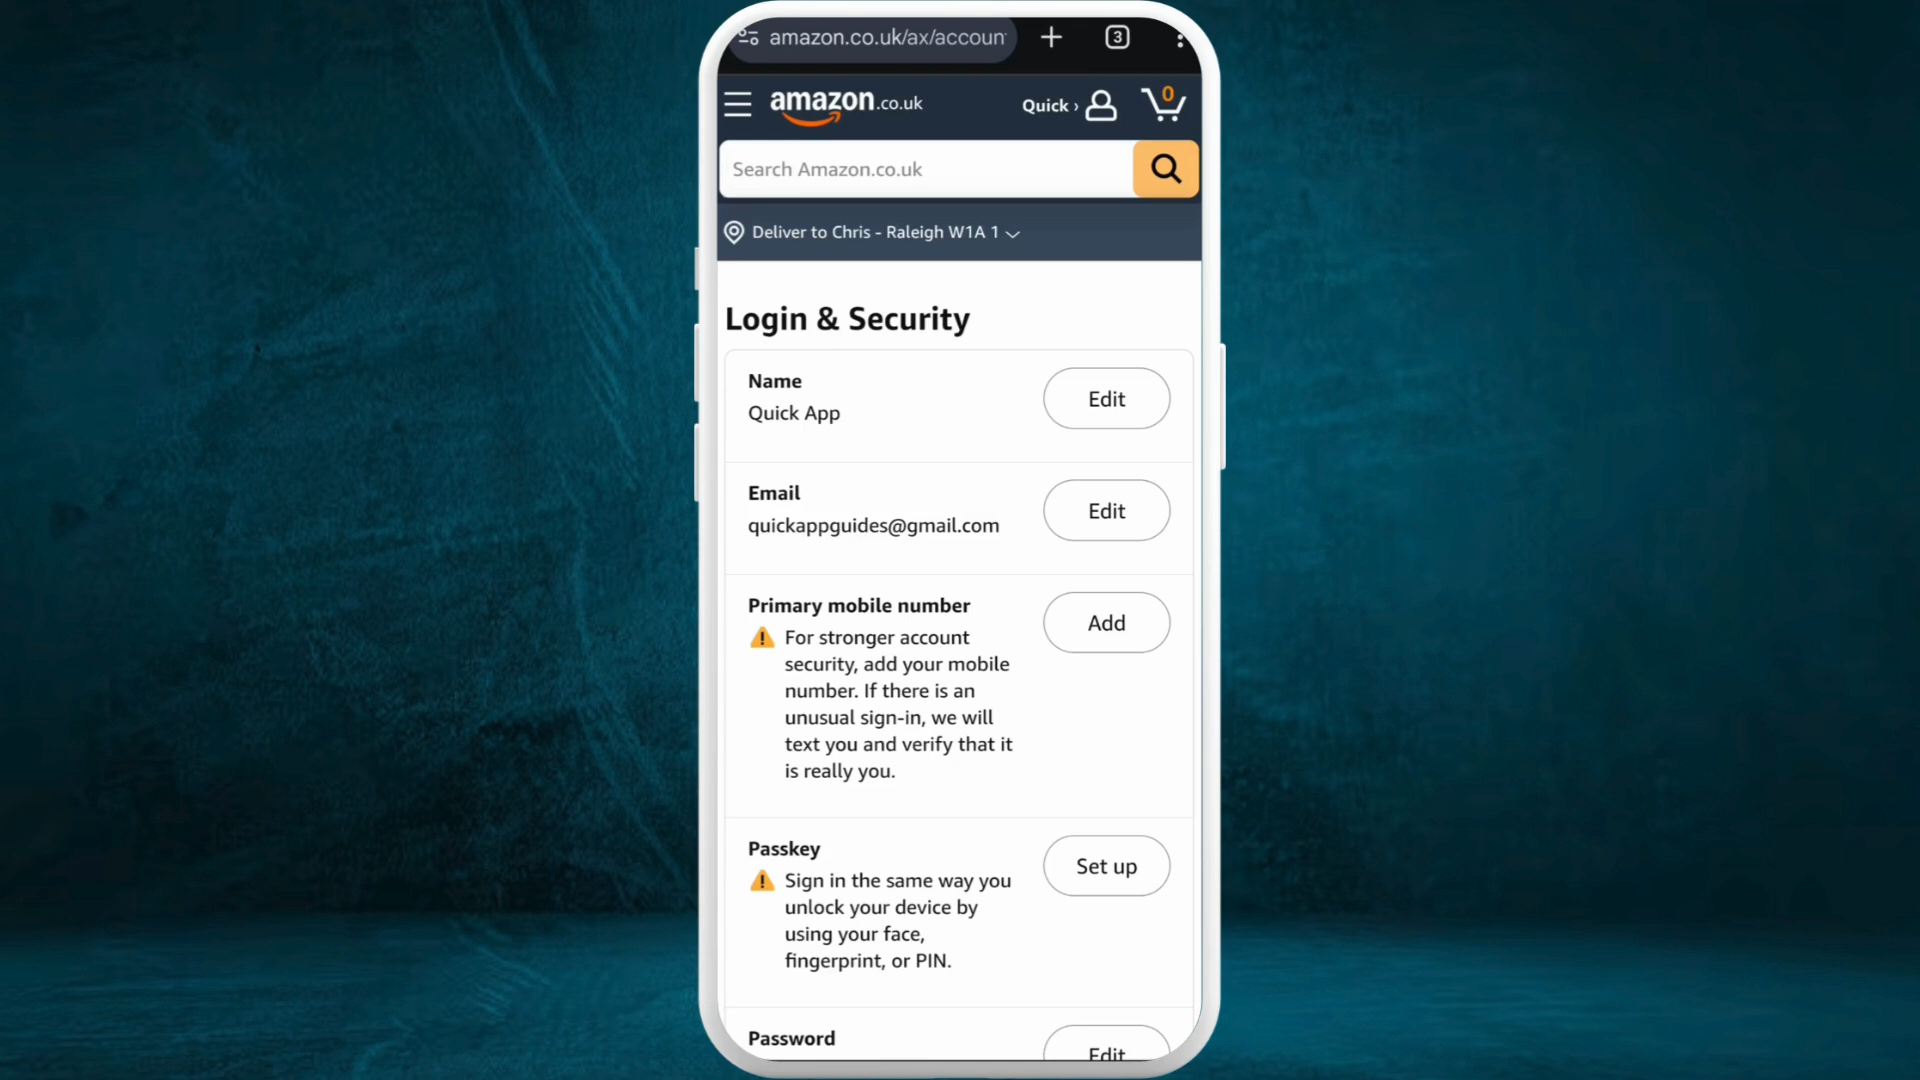 amazon.co.uk/ax/accoun
3
amazon.co.uk
Quick ›
0
Search Amazon.co.uk
Deliver to Chris - Raleigh W1A 1
Login & Security
Name
Quick App
Edit
Email
quickappguides@gmail.com
Edit
Primary mobile number
For stronger account
security, add your mobile
number. If there is an
unusual sign-in, we will
text you and verify that it
is really you.
Add
Passkey
Sign in the same way you
unlock your device by
using your face,
fingerprint, or PIN.
Set up
Password
Edit